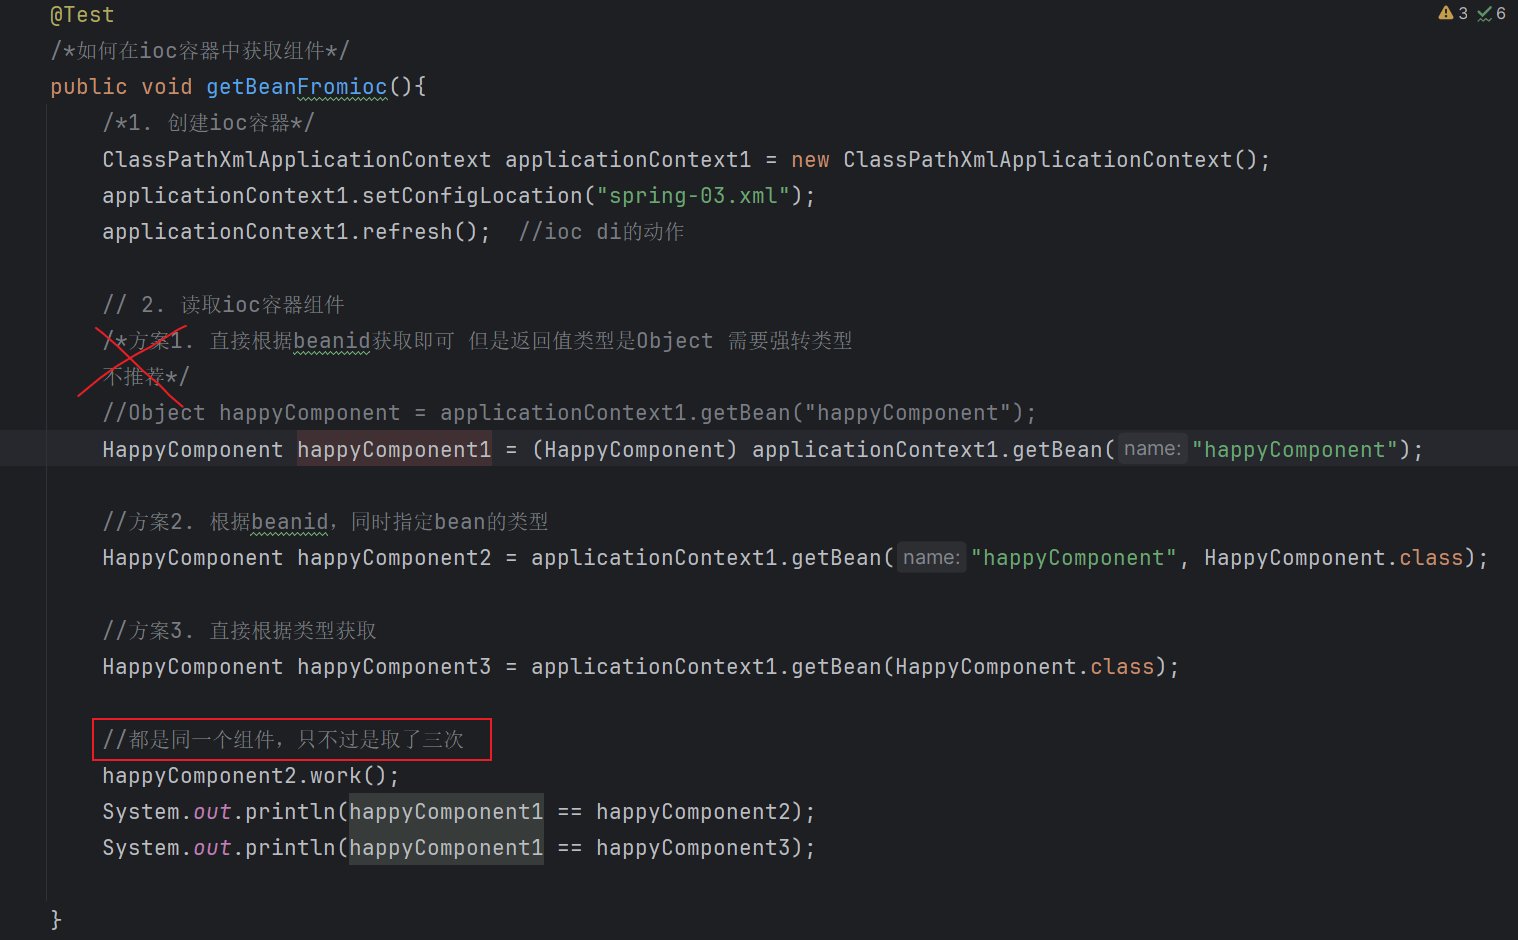 @Test
3 6
/*如何在ioc容器中获取组件*/
public void getBeanFromioc(){
/*1. 创建ioc容器*/
ClassPathXmlApplicationContext applicationContext1 = new ClassPathXmlApplicationContext();
applicationContext1.setConfigLocation("spring-03.xml");
applicationContext1.refresh(); //ioc di的动作
// 2. 读取ioc容器组件
/*方案1. 直接根据beanid获取即可 但是返回值类型是Object 需要强转类型
不推荐*/
//Object happyComponent = applicationContext1.getBean("happyComponent");
HappyComponent happyComponent1 = (HappyComponent) applicationContext1.getBean( name: "happyComponent");
//方案2. 根据beanid，同时指定bean的类型
HappyComponent happyComponent2 = applicationContext1.getBean( name: "happyComponent", HappyComponent.class);
//方案3. 直接根据类型获取
HappyComponent happyComponent3 = applicationContext1.getBean(HappyComponent.class);
//都是同一个组件，只不过是取了三次
happyComponent2.work();
System.out.println(happyComponent1 == happyComponent2);
System.out.println(happyComponent1 == happyComponent3);
}